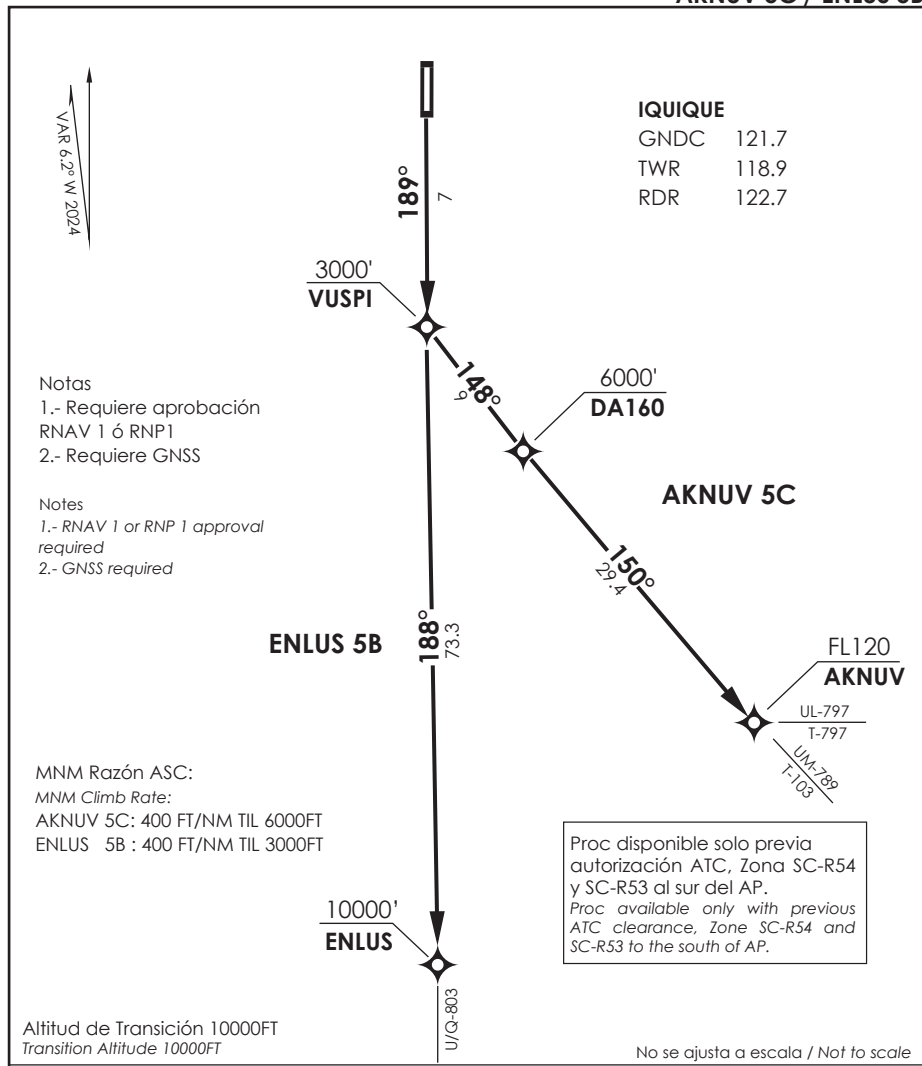 VAR 6.2° W 2024
IQUIQUE
GNDC 121.7
TWR 118.9
RDR 122.7
189°
7
3000'
VUSPI
148°
9
6000'
DA160
Notas
1.- Requiere aprobación
RNAV 1 ó RNP1
2.- Requiere GNSS
Notes
1.- RNAV 1 or RNP 1 approval
required
2.- GNSS required
AKNUV 5C
150°
29.4
ENLUS 5B
188°
73.3
FL120
AKNUV
UL-797
T-797
UM-789
T-103
MNM Razón ASC:
MNM Climb Rate:
AKNUV 5C: 400 FT/NM TIL 6000FT
ENLUS 5B : 400 FT/NM TIL 3000FT
Proc disponible solo previa
autorización ATC, Zona SC-R54
y SC-R53 al sur del AP.
Proc available only with previous
ATC clearance, Zone SC-R54 and
SC-R53 to the south of AP.
10000'
ENLUS
U/Q-803
Altitud de Transición 10000FT
Transition Altitude 10000FT
No se ajusta a escala / Not to scale